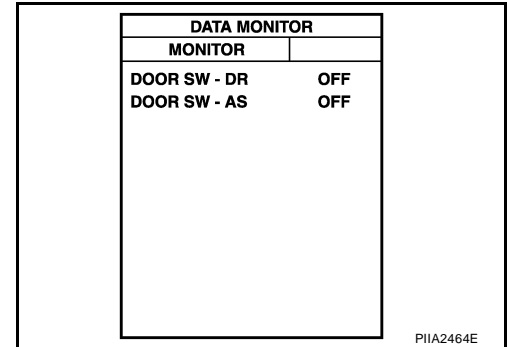 DATA MONITOR
MONITOR
DOOR SW - DR OFF
DOOR SW - AS OFF
PIIA2464E